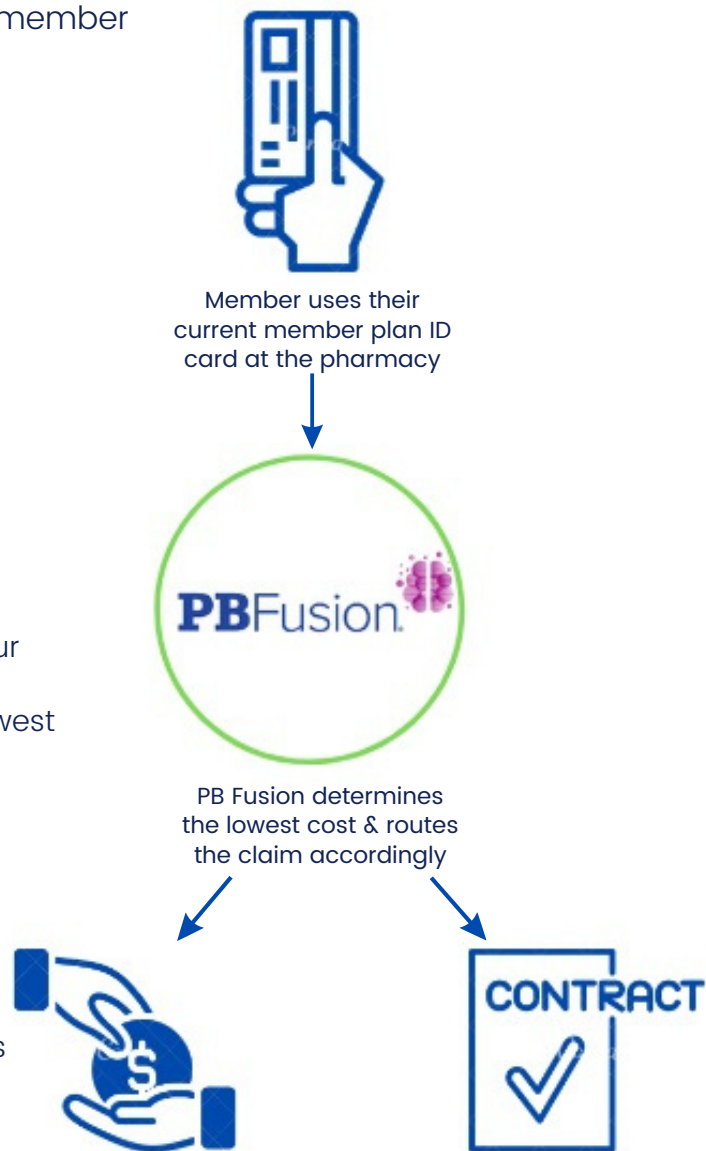 member
Member uses their
current member plan ID
card at the pharmacy
PBFusion
ur
west
PB Fusion determines
the lowest cost & routes
the claim accordingly
CONTRACT
s
$